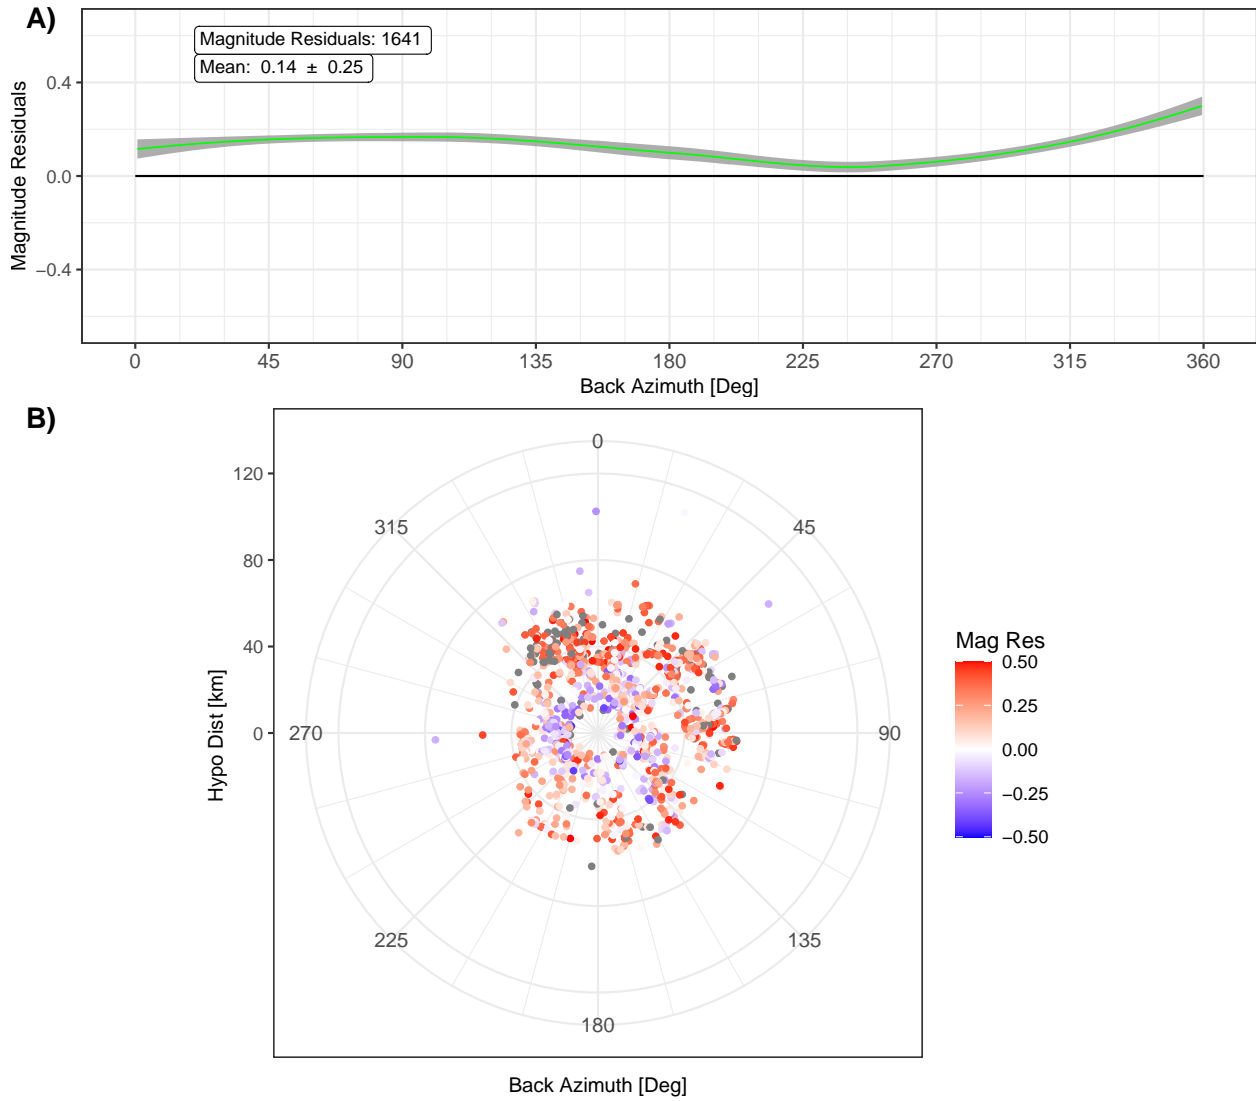 A)
Magnitude Residuals: 1641
Mean:  0.14  ±  0.25
Magnitude Residuals
0.4
0.0
−0.4
0 45 90 135 180 225 270 315 360
Back Azimuth [Deg]
B)
Hypo Dist [km]
120
80
40
0
0
45
90
135
180
225
270
315
Back Azimuth [Deg]
Mag Res
0.50
0.25
0.00
−0.25
−0.50